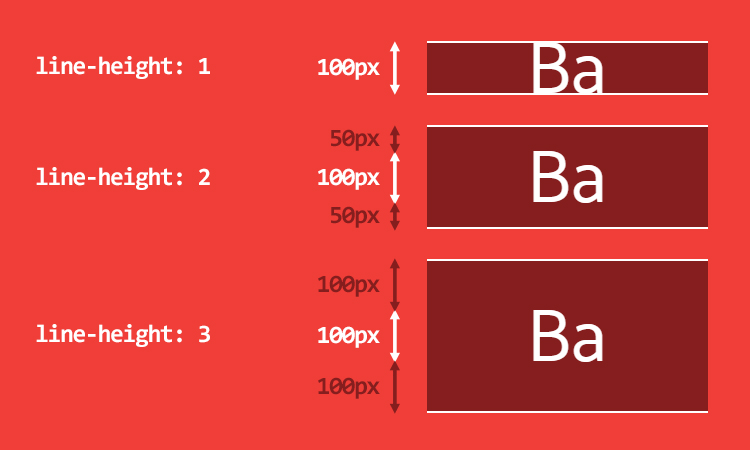 line-height: 1 100px Ba
50px
line-height: 2 100px Ba
50px
100px
line-height: 3 100px Ba
100px